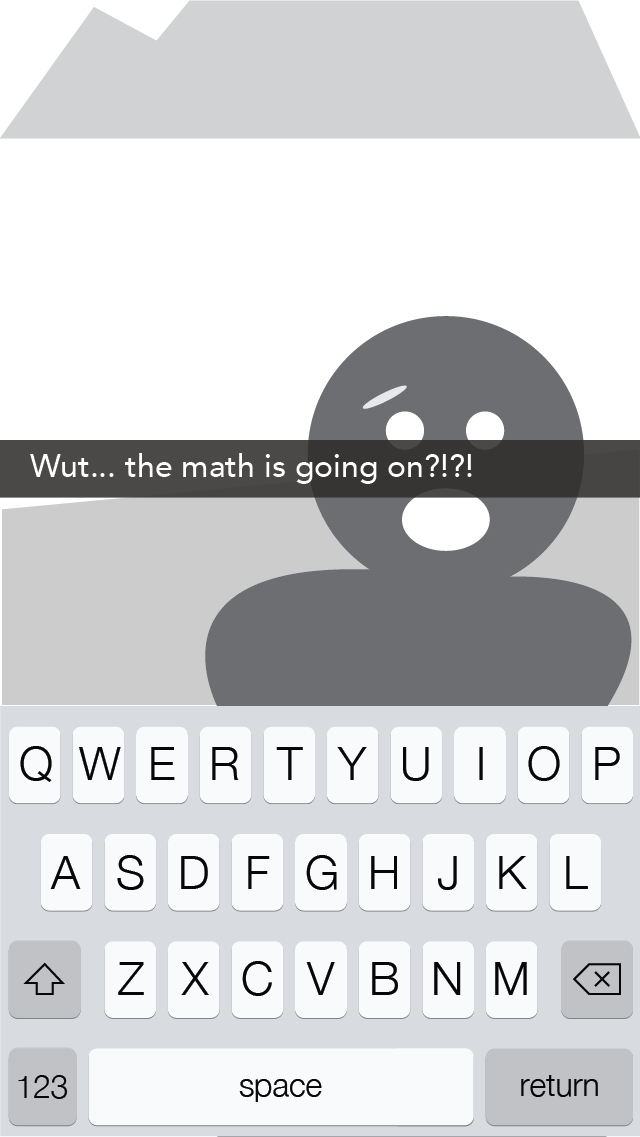 Wut... the math is going on?!?!
Q W E R T Y U I O P
A S D F G H J K L
Z X C V B N M
123 space return